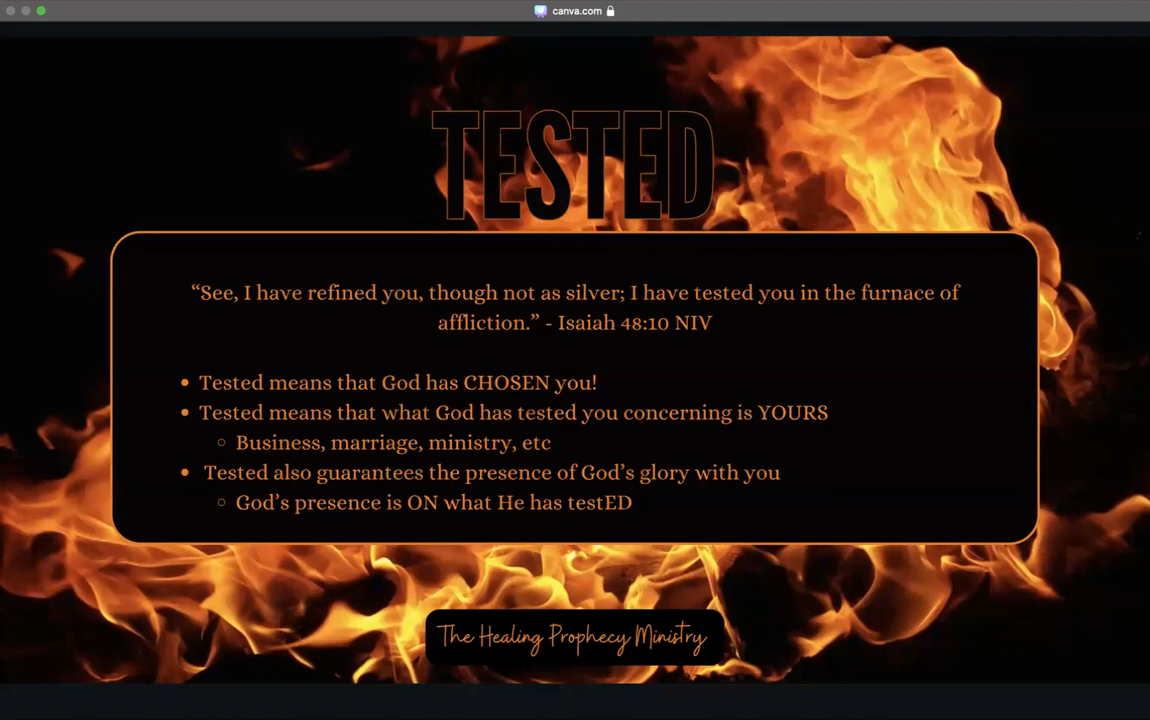 canva.com
TESTED
“See, I have refined you, though not as silver; I have tested you in the furnace of
affliction.” - Isaiah 48:10 NIV
• Tested means that God has CHOSEN you!
• Tested means that what God has tested you concerning is YOURS
◦ Business, marriage, ministry, etc
• Tested also guarantees the presence of God’s glory with you
◦ God’s presence is ON what He has testED
The Healing Prophecy Ministry